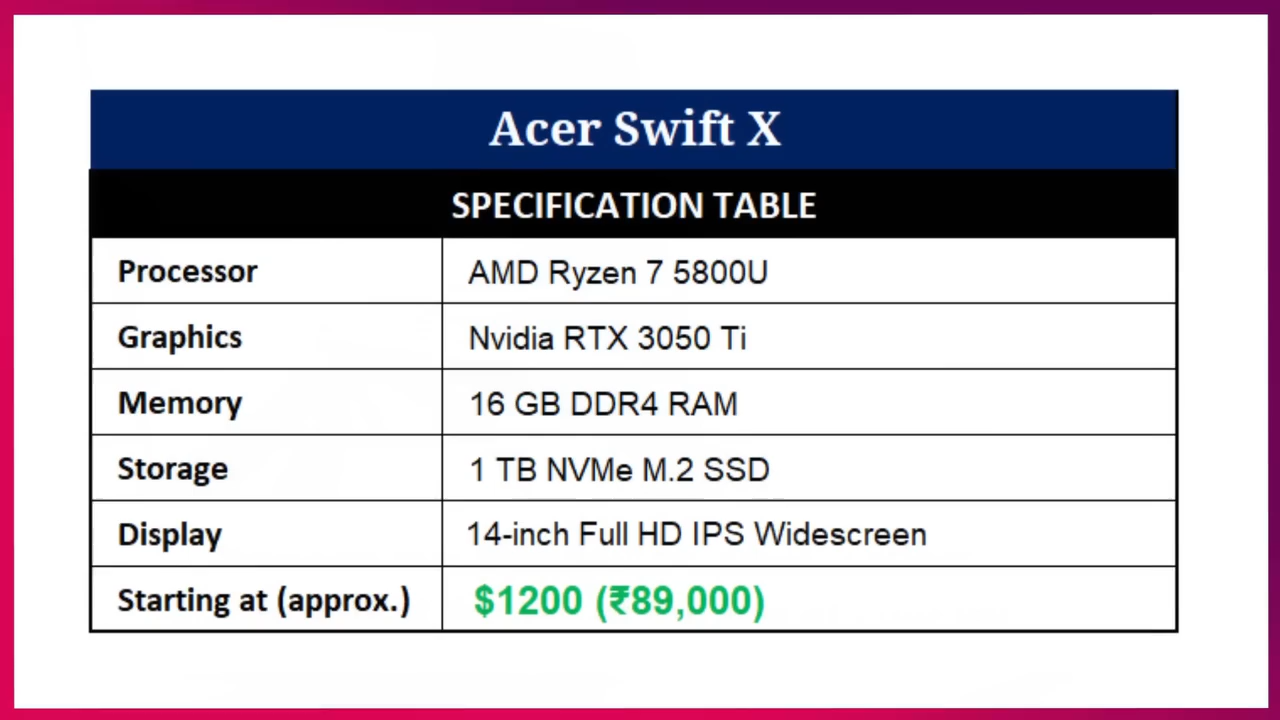 Acer Swift X
SPECIFICATION TABLE
Processor AMD Ryzen 7 5800U
Graphics Nvidia RTX 3050 Ti
Memory 16 GB DDR4 RAM
Storage 1 TB NVMe M.2 SSD
Display 14-inch Full HD IPS Widescreen
Starting at (approx.) $1200 (₹89,000)